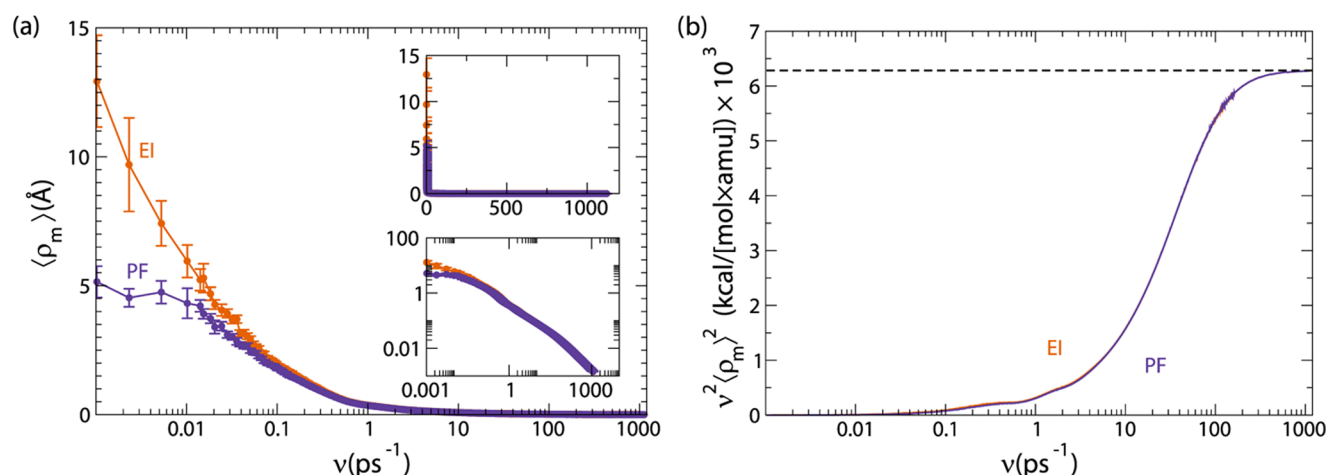 (a)
15
10
5
0
⟨ρm⟩(Å)
EI
PF
0.01 0.1 1 10 100 1000
ν(ps⁻¹)
15
10
5
0
0 500 1000
100
1
0.01
0.001 1 1000
(b)
7
6
5
4
3
2
1
0
ν²⟨ρm⟩² (kcal/[mol×amu]) × 10³
EI
PF
0.01 0.1 1 10 100 1000
ν(ps⁻¹)